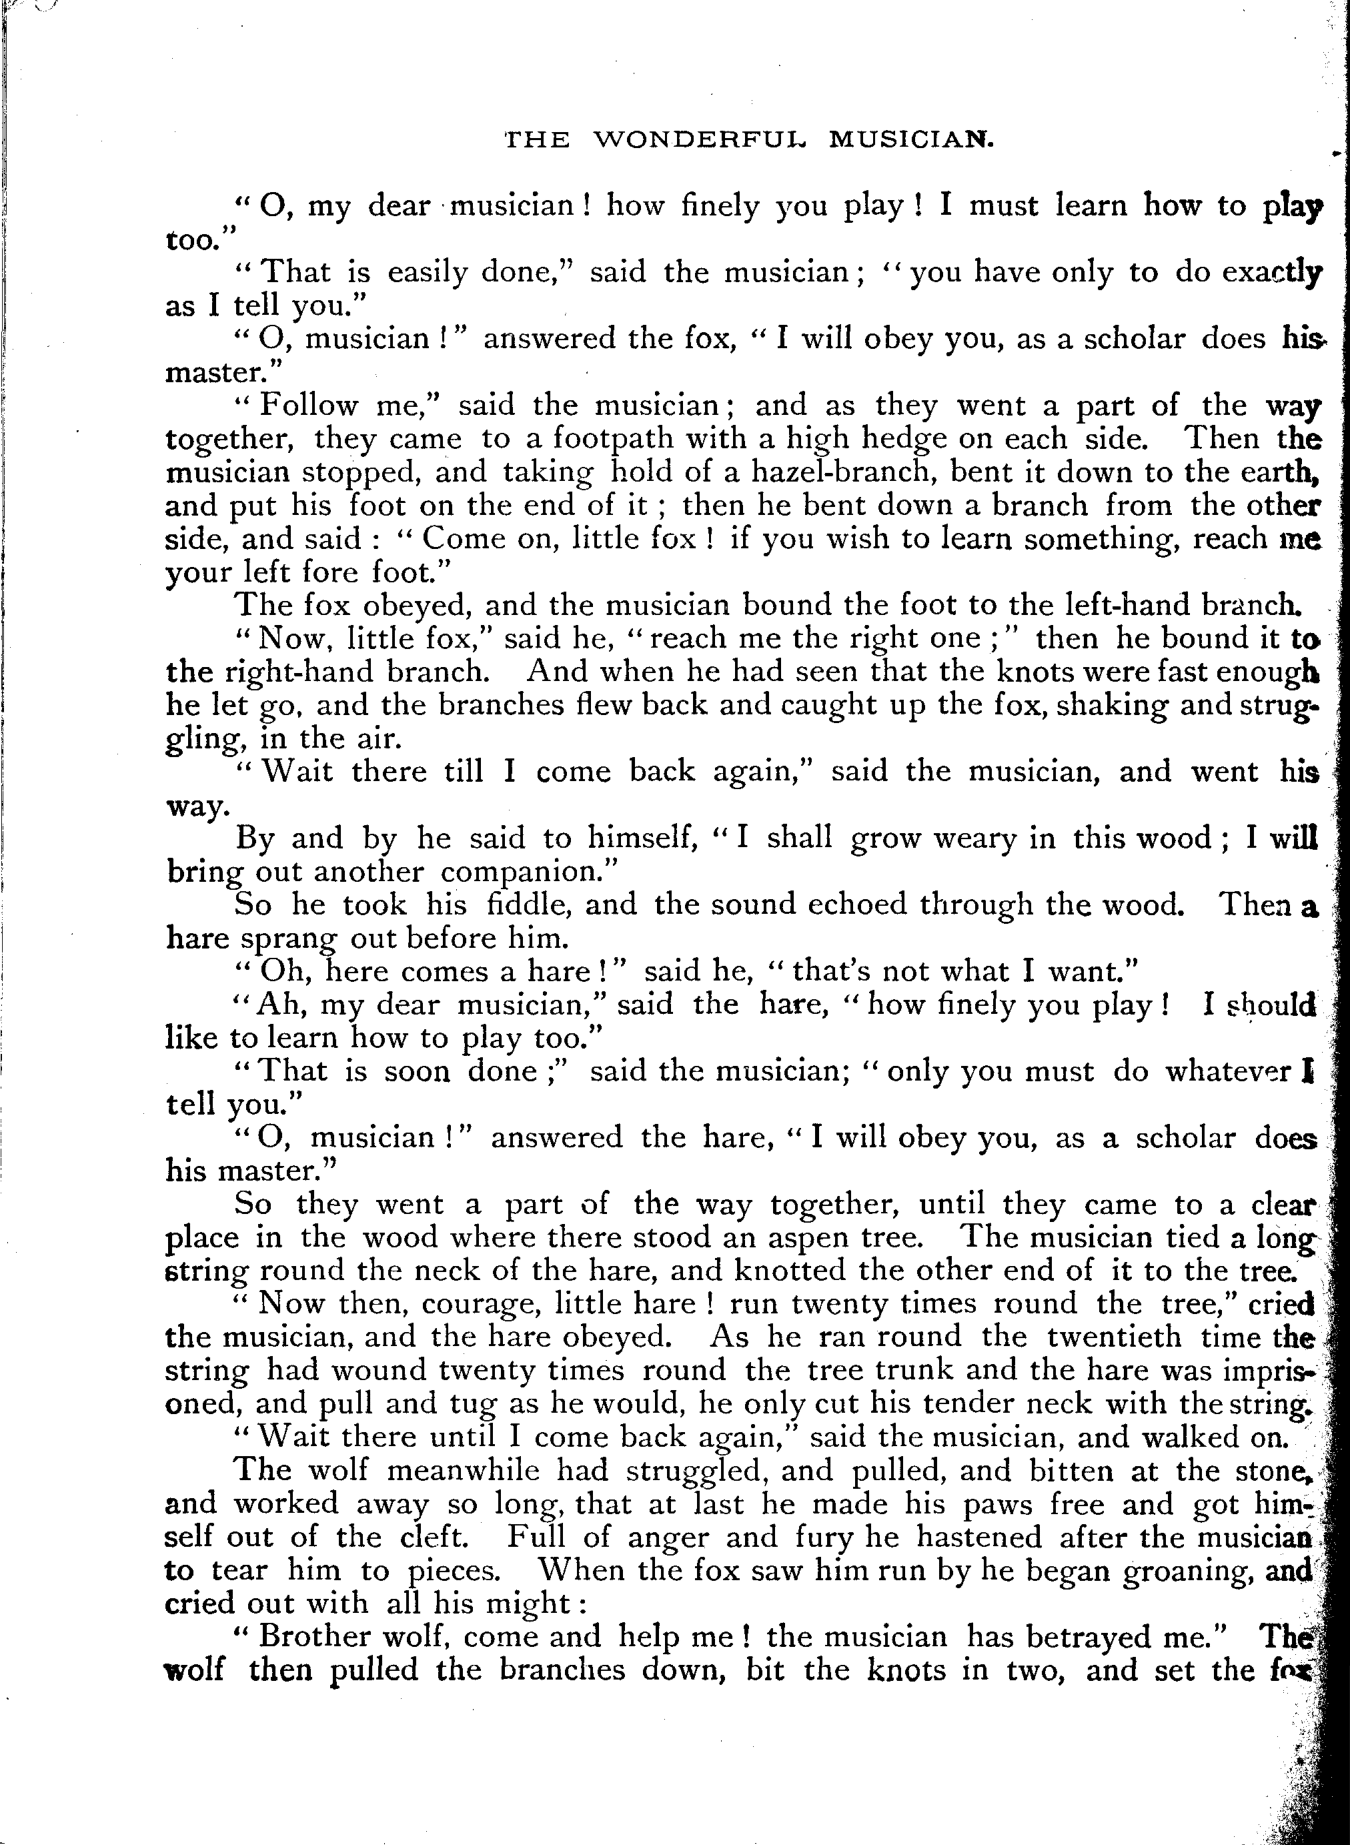 THE WONDERFUL MUSICIAN.
“ O, my dear musician ! how finely you play ! I must learn how to play
too.”
“ That is easily done,” said the musician ; “ you have only to do exactly
as I tell you.”
“ O, musician ! ” answered the fox, “ I will obey you, as a scholar does his
master.”
“ Follow me,” said the musician ; and as they went a part of the way
together, they came to a footpath with a high hedge on each side. Then the
musician stopped, and taking hold of a hazel-branch, bent it down to the earth,
and put his foot on the end of it ; then he bent down a branch from the other
side, and said : “ Come on, little fox ! if you wish to learn something, reach me
your left fore foot.”
The fox obeyed, and the musician bound the foot to the left-hand branch.
“ Now, little fox,” said he, “ reach me the right one ; ” then he bound it to
the right-hand branch. And when he had seen that the knots were fast enough
he let go, and the branches flew back and caught up the fox, shaking and strug-
gling, in the air.
“ Wait there till I come back again,” said the musician, and went his
way.
By and by he said to himself, “ I shall grow weary in this wood ; I will
bring out another companion.”
So he took his fiddle, and the sound echoed through the wood. Then a
hare sprang out before him.
“ Oh, here comes a hare ! ” said he, “ that’s not what I want.”
“ Ah, my dear musician,” said the hare, “ how finely you play ! I should
like to learn how to play too.”
“ That is soon done ;” said the musician; “ only you must do whatever I
tell you.”
“ O, musician ! ” answered the hare, “ I will obey you, as a scholar does
his master.”
So they went a part of the way together, until they came to a clear
place in the wood where there stood an aspen tree. The musician tied a long
string round the neck of the hare, and knotted the other end of it to the tree.
“ Now then, courage, little hare ! run twenty times round the tree,” cried
the musician, and the hare obeyed. As he ran round the twentieth time the
string had wound twenty times round the tree trunk and the hare was impris-
oned, and pull and tug as he would, he only cut his tender neck with the string.
“ Wait there until I come back again,” said the musician, and walked on.
The wolf meanwhile had struggled, and pulled, and bitten at the stone,
and worked away so long, that at last he made his paws free and got him-
self out of the cleft. Full of anger and fury he hastened after the musician
to tear him to pieces. When the fox saw him run by he began groaning, and
cried out with all his might :
“ Brother wolf, come and help me ! the musician has betrayed me.” The
wolf then pulled the branches down, bit the knots in two, and set the fox